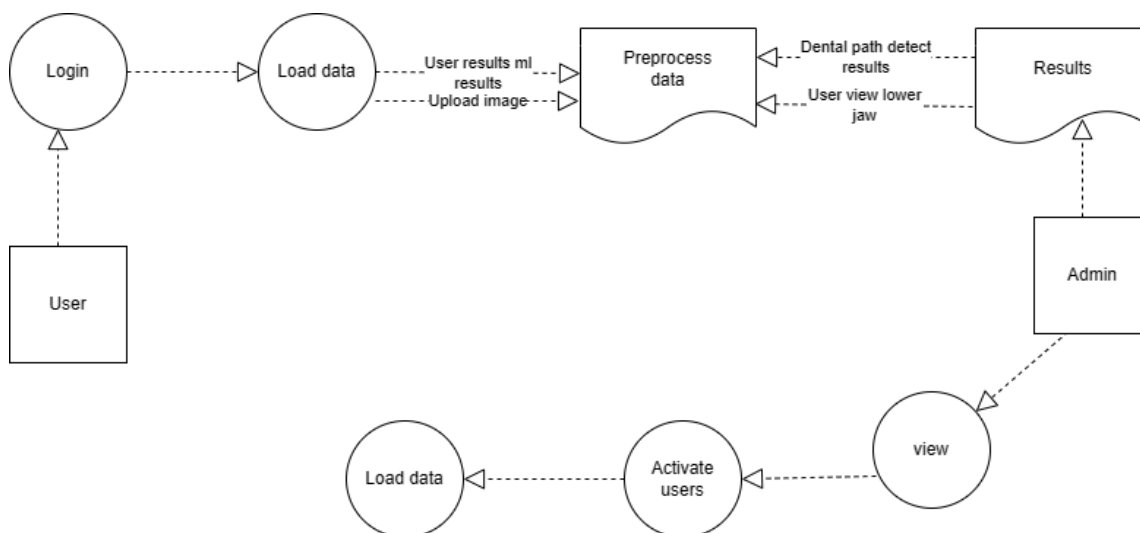 Login
Load data
User results ml
results
Upload image
Preprocess
data
Dental path detect
results
User view lower
jaw
Results
User
Admin
view
Load data
Activate
users